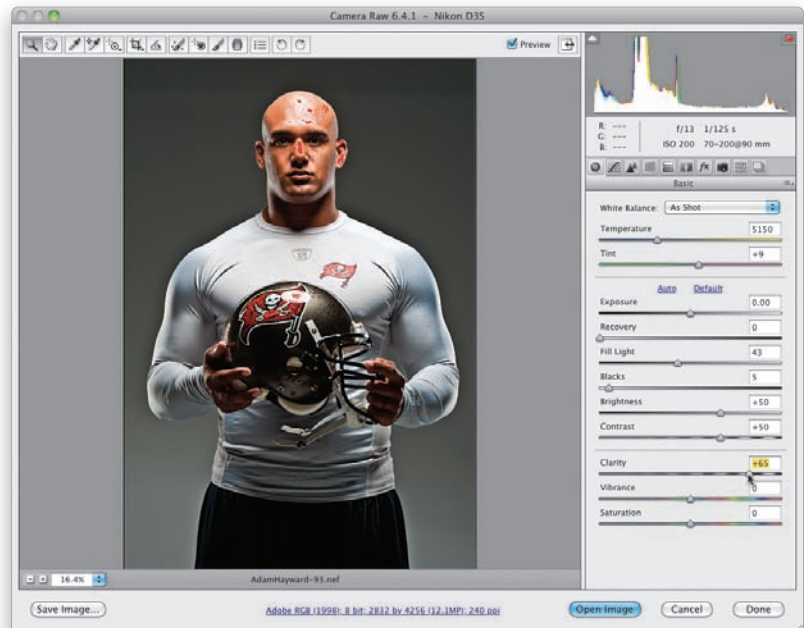 Camera Raw 6.4.1 - Nikon D3S
Preview
R: ---
G: ---
B: ---
f/13 1/125 s
ISO 200 70-200@90 mm
Basic
White Balance: As Shot
Temperature 5150
Tint +9
Auto Default
Exposure 0.00
Recovery 0
Fill Light 43
Blacks 5
Brightness +50
Contrast +50
Clarity +65
Vibrance 0
Saturation 0
16.4% AdamHayward-93.nef
Save Image... Adobe RGB (1998); 8 bit; 2832 by 4256 (12.1MP); 240 ppi Open Image Cancel Done